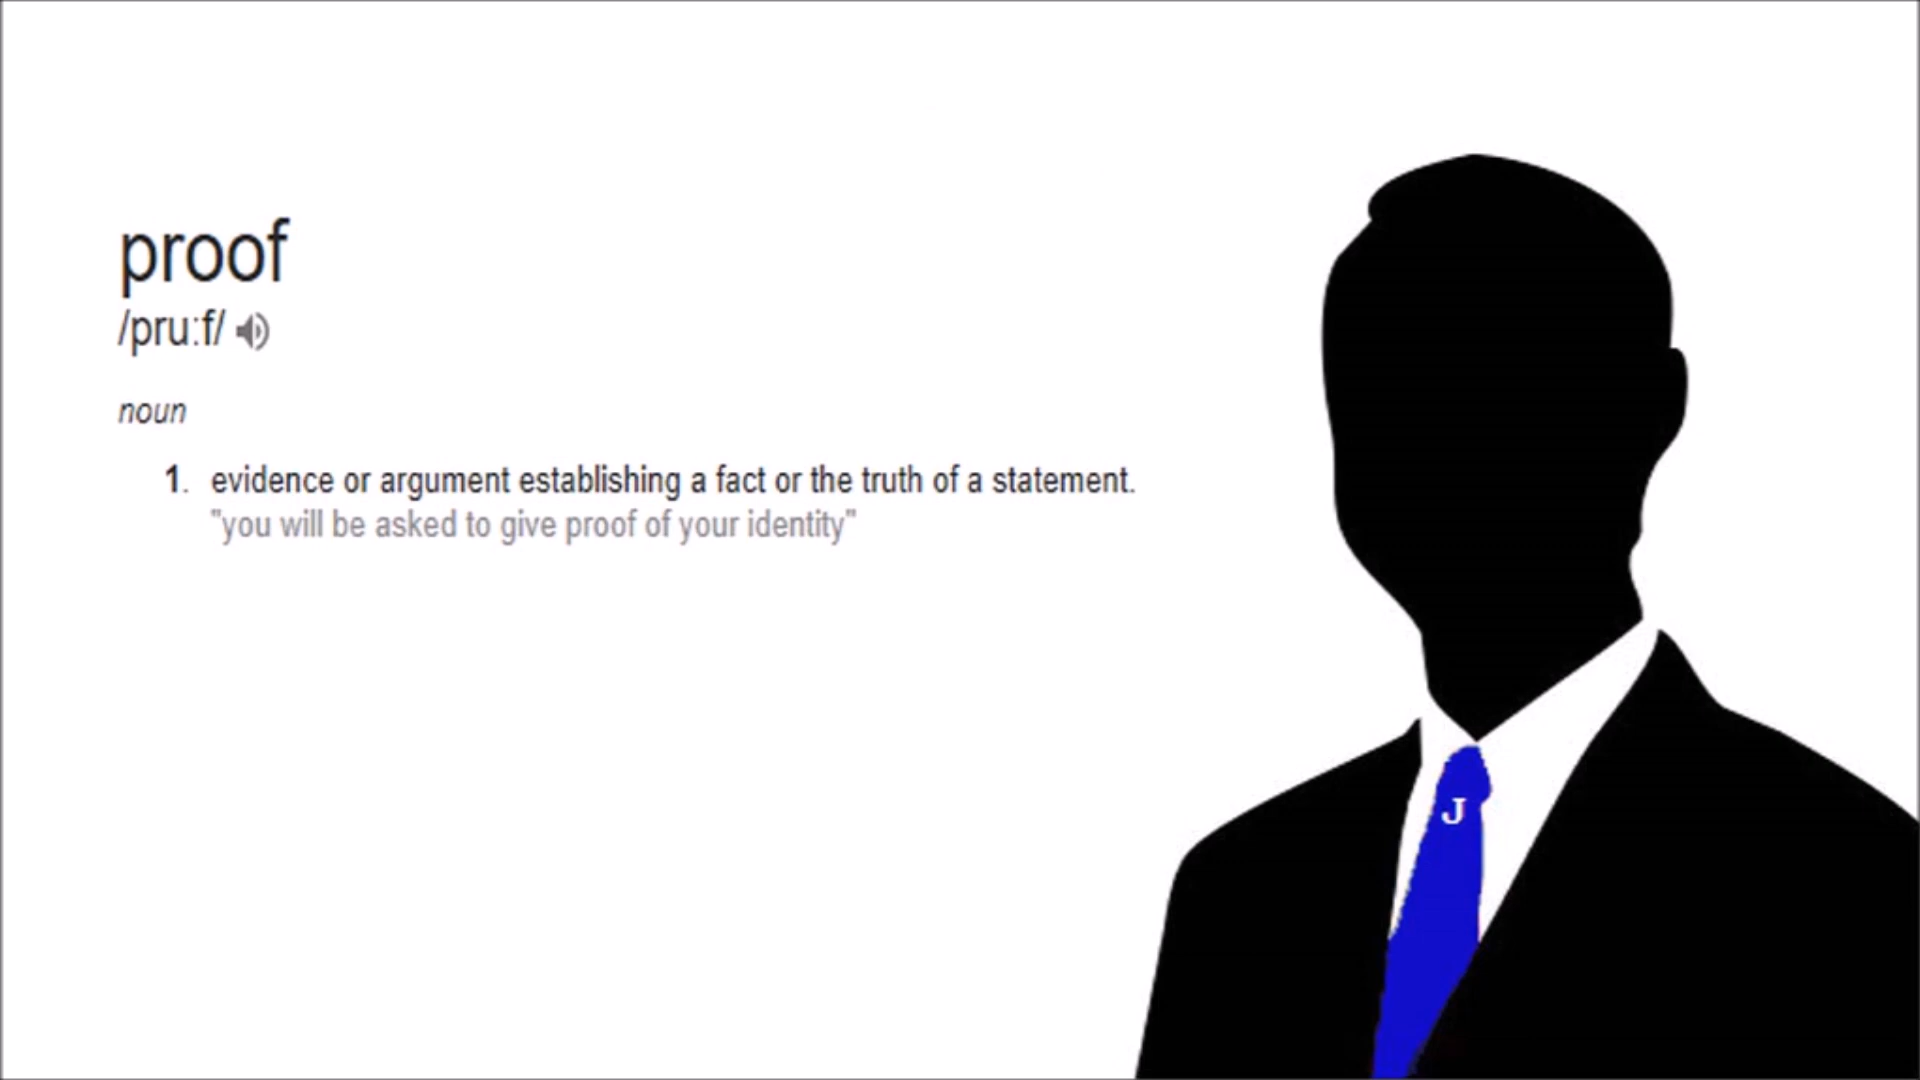 proof
/pruːf/
noun
1. evidence or argument establishing a fact or the truth of a statement.
"you will be asked to give proof of your identity"
J